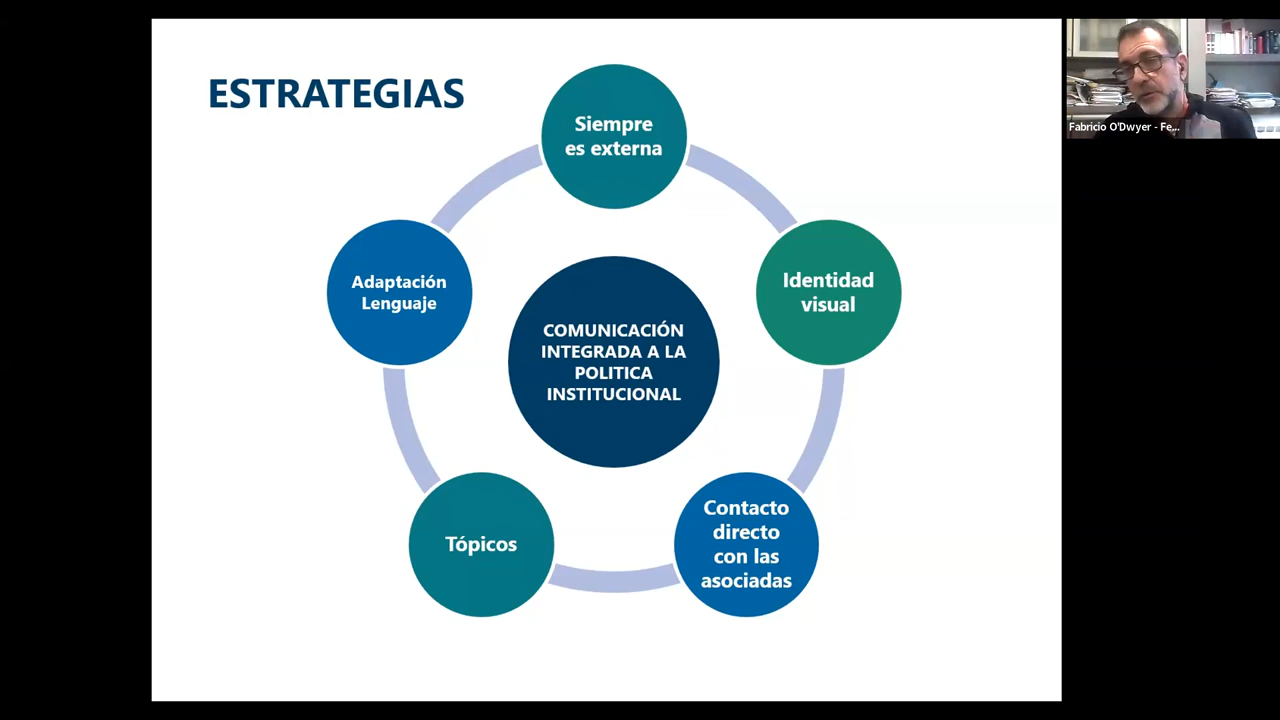 ESTRATEGIAS
Siempre
es externa
Identidad
visual
Contacto
directo
con las
asociadas
Tópicos
Adaptación
Lenguaje
COMUNICACIÓN
INTEGRADA A LA
POLITICA
INSTITUCIONAL
Fabricio O'Dwyer - Fe...